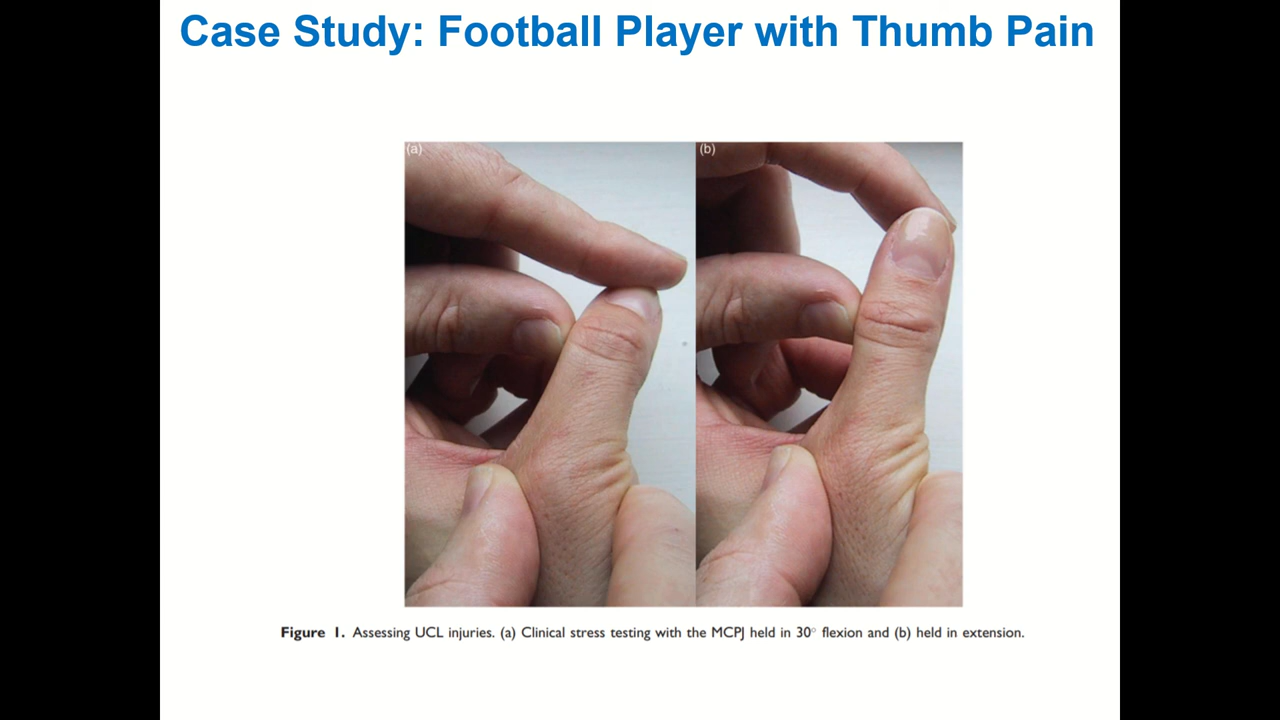 Case Study: Football Player with Thumb Pain
(a)
(b)
Figure 1. Assessing UCL injuries. (a) Clinical stress testing with the MCPJ held in 30° flexion and (b) held in extension.